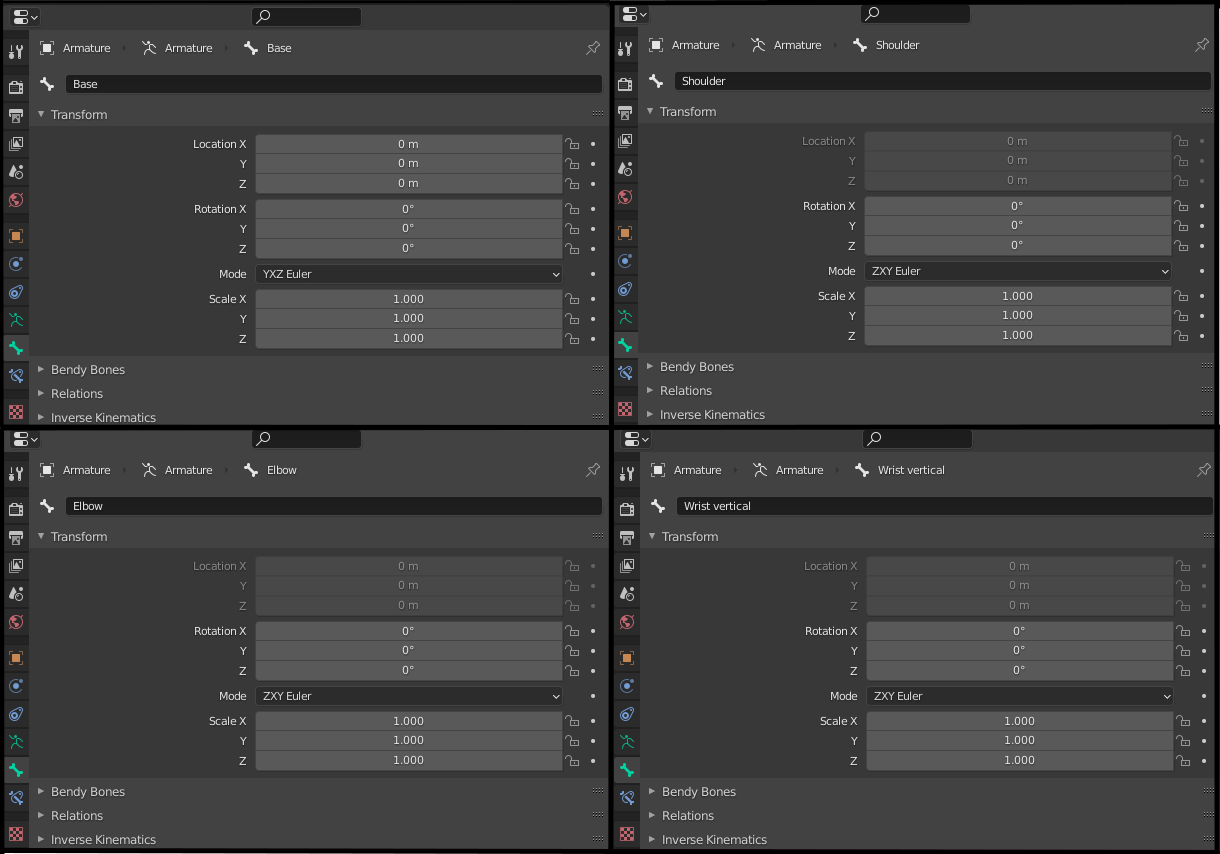 Armature Armature Base
Base
Transform
Location X 0 m
Y 0 m
Z 0 m
Rotation X 0°
Y 0°
Z 0°
Mode YXZ Euler
Scale X 1.000
Y 1.000
Z 1.000
Bendy Bones
Relations
Inverse Kinematics
Armature Armature Shoulder
Shoulder
Transform
Location X 0 m
Y 0 m
Z 0 m
Rotation X 0°
Y 0°
Z 0°
Mode ZXY Euler
Scale X 1.000
Y 1.000
Z 1.000
Bendy Bones
Relations
Inverse Kinematics
Armature Armature Elbow
Elbow
Transform
Location X 0 m
Y 0 m
Z 0 m
Rotation X 0°
Y 0°
Z 0°
Mode ZXY Euler
Scale X 1.000
Y 1.000
Z 1.000
Bendy Bones
Relations
Inverse Kinematics
Armature Armature Wrist vertical
Wrist vertical
Transform
Location X 0 m
Y 0 m
Z 0 m
Rotation X 0°
Y 0°
Z 0°
Mode ZXY Euler
Scale X 1.000
Y 1.000
Z 1.000
Bendy Bones
Relations
Inverse Kinematics